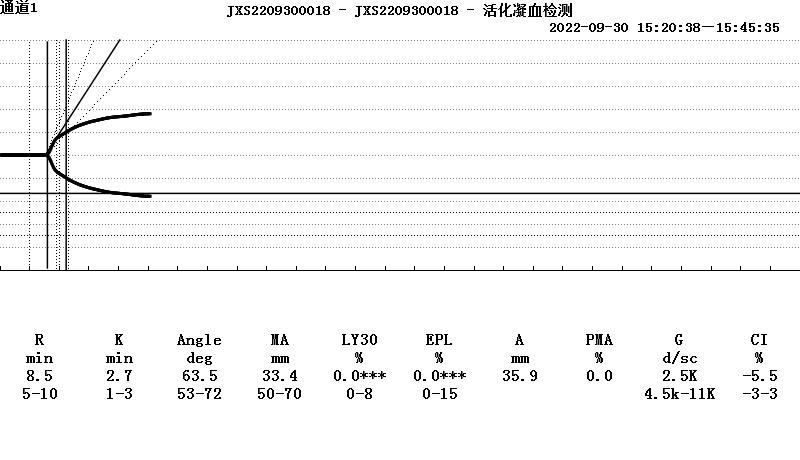 通道1
JXS2209300018 - JXS2209300018 - 活化凝血检测
2022-09-30 15:20:38—15:45:35
R K Angle MA LY30 EPL A PMA G CI
min min deg mm % % mm % d/sc %
8.5 2.7 63.5 33.4 0.0*** 0.0*** 35.9 0.0 2.5K -5.5
5-10 1-3 53-72 50-70 0-8 0-15 4.5k-11K -3-3